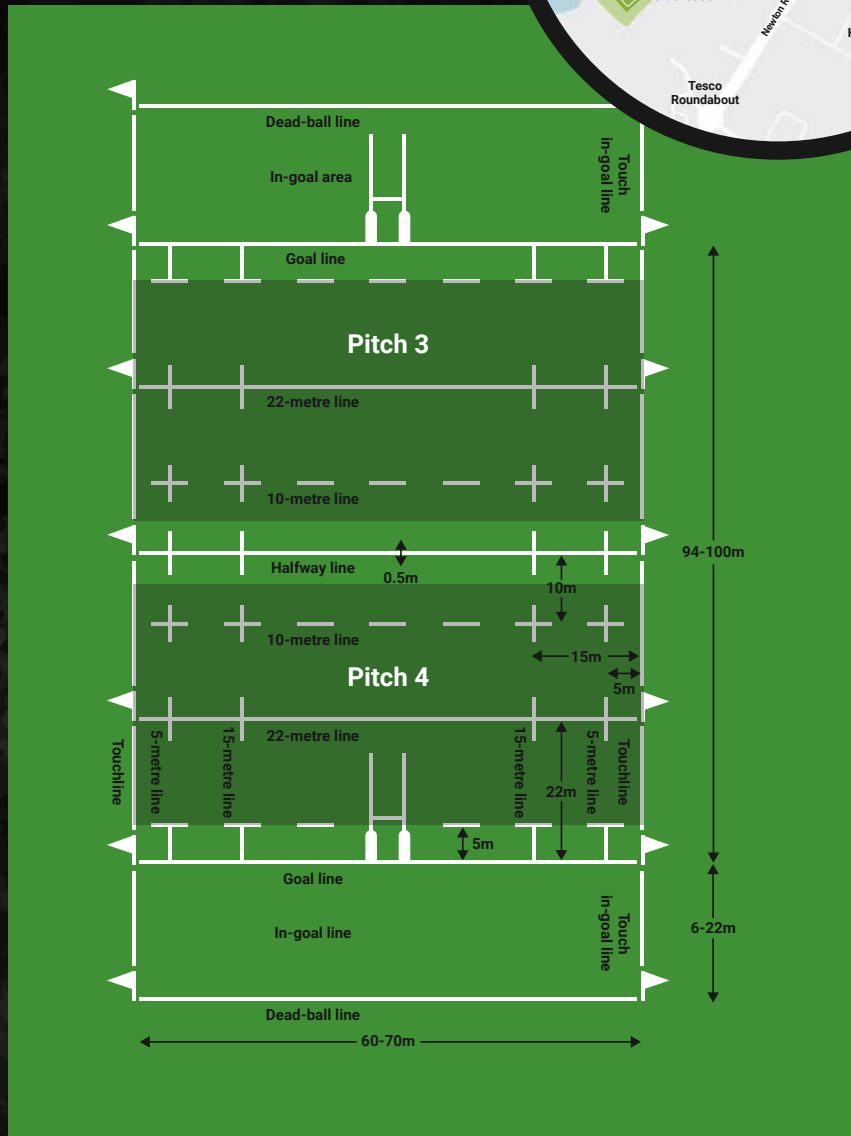 Newton R
Tesco
Roundabout
Dead-ball line
In-goal area
Touch
in-goal line
Goal line
Pitch 3
22-metre line
10-metre line
94-100m
Halfway line
0.5m
10m
10-metre line
15m
Pitch 4
5m
Touchline
5-metre line
15-metre line
22-metre line
15-metre line
22m
5-metre line
Touchline
5m
Goal line
In-goal line
Touch
in-goal line
6-22m
Dead-ball line
60-70m